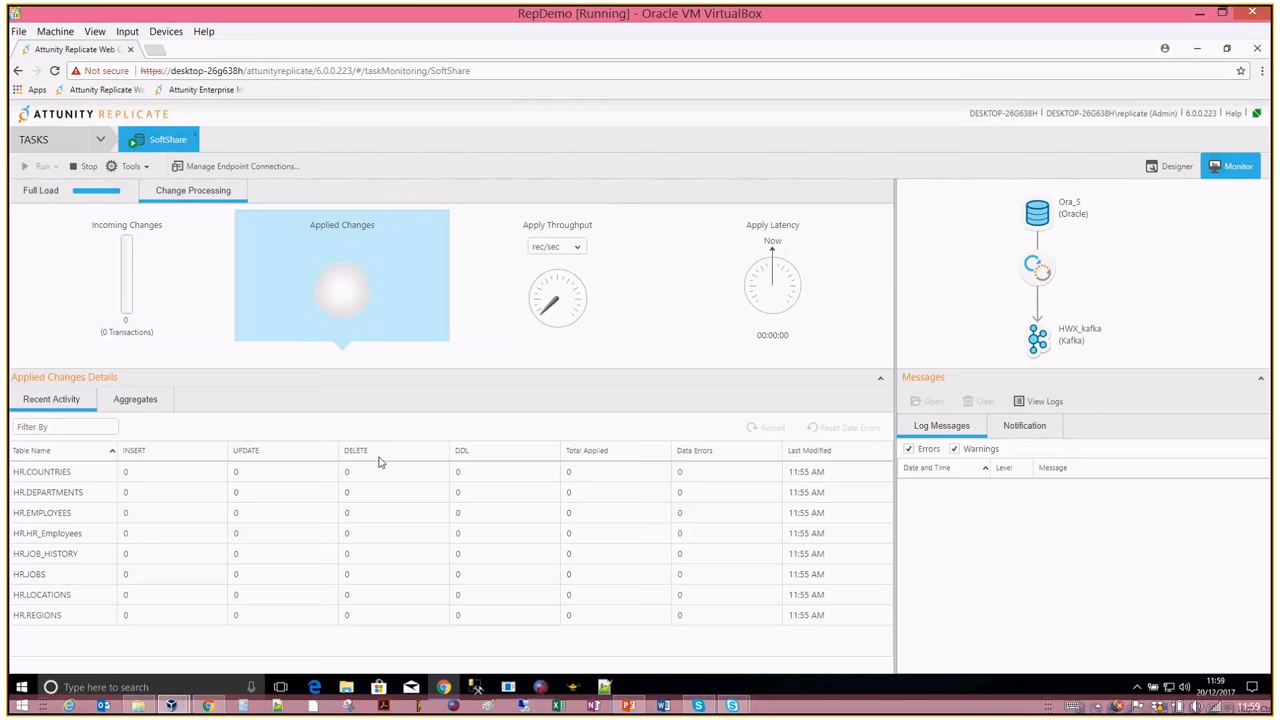 RepDemo [Running] - Oracle VM VirtualBox
File Machine View Input Devices Help
Attunity Replicate Web C
Not secure https://desktop-26g638h/attunityreplicate/6.0.0.223/#/taskMonitoring/SoftShare
Apps Attunity Replicate We Attunity Enterprise M
ATTUNITY REPLICATE
DESKTOP-26G638H DESKTOP-26G638H\replicate (Admin) 6.0.0.223 Help
TASKS SoftShare
Run Stop Tools Manage Endpoint Connections... Designer Monitor
Full Load Change Processing
Incoming Changes Applied Changes Apply Throughput Apply Latency
rec/sec
Now
0
(0 Transactions)
00:00:00
Ora_S
(Oracle)
HWX_kafka
(Kafka)
Applied Changes Details
Recent Activity Aggregates
Filter By Reload Reset Data Errors
Table Name INSERT UPDATE DELETE DDL Total Applied Data Errors Last Modified
HR.COUNTRIES 0 0 0 0 0 0 11:55 AM
HR.DEPARTMENTS 0 0 0 0 0 0 11:55 AM
HR.EMPLOYEES 0 0 0 0 0 0 11:55 AM
HR.HR_Employees 0 0 0 0 0 0 11:55 AM
HR.JOB_HISTORY 0 0 0 0 0 0 11:55 AM
HR.JOBS 0 0 0 0 0 0 11:55 AM
HR.LOCATIONS 0 0 0 0 0 0 11:55 AM
HR.REGIONS 0 0 0 0 0 0 11:55 AM
Messages
Open Clear View Logs
Log Messages Notification
Errors Warnings
Date and Time Level Message
Type here to search
11:59
20/12/2017
11:59